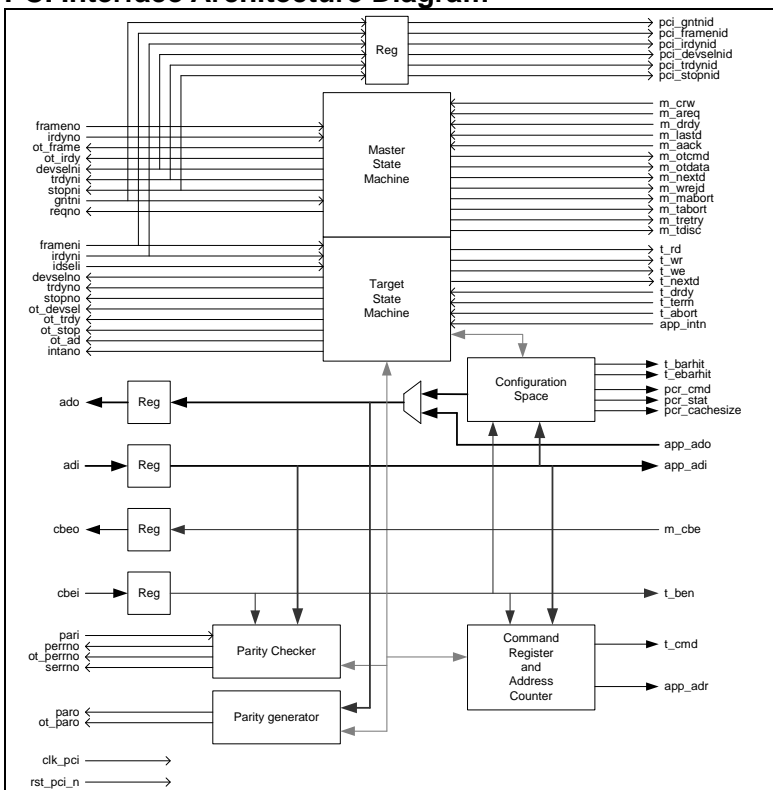 PCI Interface Architecture Diagram
Reg
pci_gntnid
pci_framenid
pci_irdynid
pci_devselnid
pci_trdynid
pci_stopnid
frameno
irdyno
ot_frame
ot_irdy
devselni
trdyni
stopni
gntni
reqno
Master
State
Machine
m_crw
m_areq
m_drdy
m_lastd
m_aack
m_otcmd
m_otdata
m_nextd
m_wrejd
m_mabort
m_tabort
m_tretry
m_tdisc
frameni
irdyni
idseli
devselno
trdyno
stopno
ot_devsel
ot_trdy
ot_stop
ot_ad
intano
Target
State
Machine
t_rd
t_wr
t_we
t_nextd
t_drdy
t_term
t_abort
app_intn
Configuration
Space
t_barhit
t_ebarhit
pcr_cmd
pcr_stat
pcr_cachesize
ado
Reg
app_ado
adi
Reg
app_adi
cbeo
Reg
m_cbe
cbei
Reg
t_ben
pari
perrno
ot_perrno
serrno
Parity Checker
Command
Register
and
Address
Counter
t_cmd
app_adr
paro
ot_paro
Parity generator
clk_pci
rst_pci_n